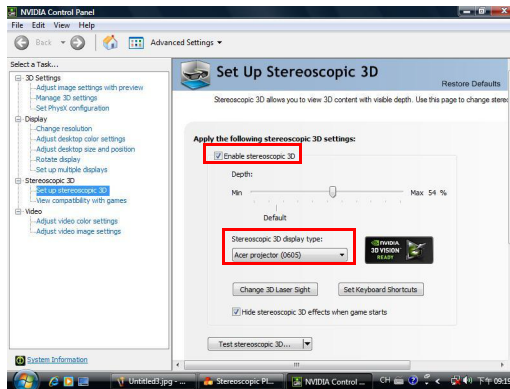 NVIDIA Control Panel
File Edit View Help
Back Advanced Settings
Select a Task...
3D Settings
Adjust image settings with preview
Manage 3D settings
Set PhysX configuration
Display
Change resolution
Adjust desktop color settings
Adjust desktop size and position
Rotate display
Set up multiple displays
Stereoscopic 3D
Set up stereoscopic 3D
View compatibility with games
Video
Adjust video color settings
Adjust video image settings
System Information
Set Up Stereoscopic 3D
Restore Defaults
Stereoscopic 3D allows you to view 3D content with visible depth. Use this page to change stereo
Apply the following stereoscopic 3D settings:
Enable stereoscopic 3D
Depth:
Min Max 54 %
Default
Stereoscopic 3D display type:
Acer projector (0605)
NVIDIA
3D VISION
READY
Change 3D Laser Sight Set Keyboard Shortcuts
Hide stereoscopic 3D effects when game starts
Test stereoscopic 3D...
Untitled3.jpg - ... Stereoscopic Pl... NVIDIA Control ... CH 下午 09:19